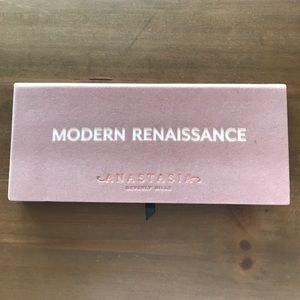 MODERN RENAISSANCE
ANASTASIA
BEVERLY HILLS